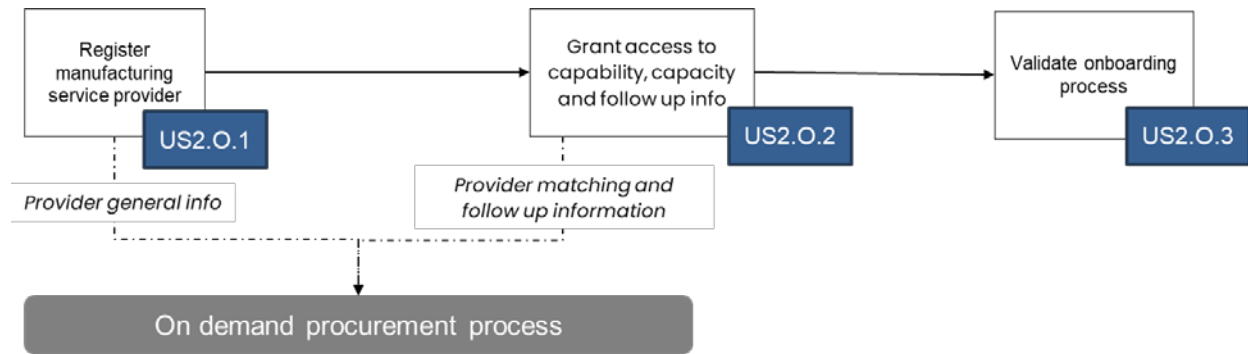 Register
manufacturing
service provider
US2.O.1
Grant access to
capability, capacity
and follow up info
US2.O.2
Validate onboarding
process
US2.O.3
Provider general info
Provider matching and
follow up information
On demand procurement process